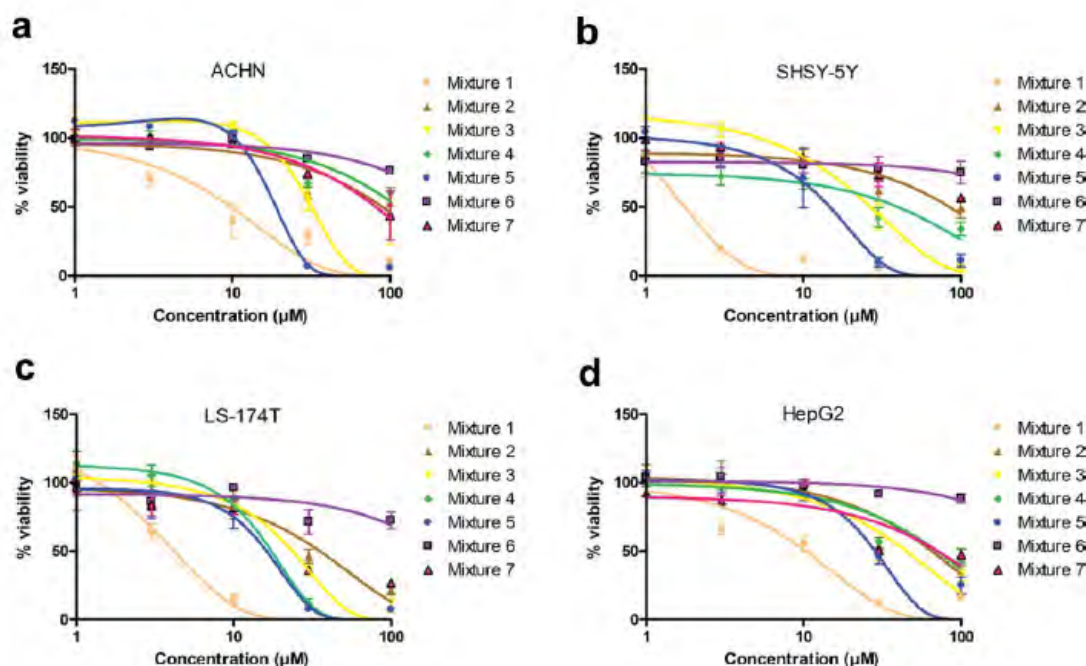 a
ACHN
150
100
50
0
% viability
1
10
100
Concentration (µM)
Mixture 1
Mixture 2
Mixture 3
Mixture 4
Mixture 5
Mixture 6
Mixture 7
b
SHSY-5Y
150
100
50
0
% viability
1
10
100
Concentration (µM)
Mixture 1
Mixture 2
Mixture 3
Mixture 4
Mixture 5
Mixture 6
Mixture 7
c
LS-174T
150
100
50
0
% viability
1
10
100
Concentration (µM)
Mixture 1
Mixture 2
Mixture 3
Mixture 4
Mixture 5
Mixture 6
Mixture 7
d
HepG2
150
100
50
0
% viability
1
10
100
Concentration (µM)
Mixture 1
Mixture 2
Mixture 3
Mixture 4
Mixture 5
Mixture 6
Mixture 7